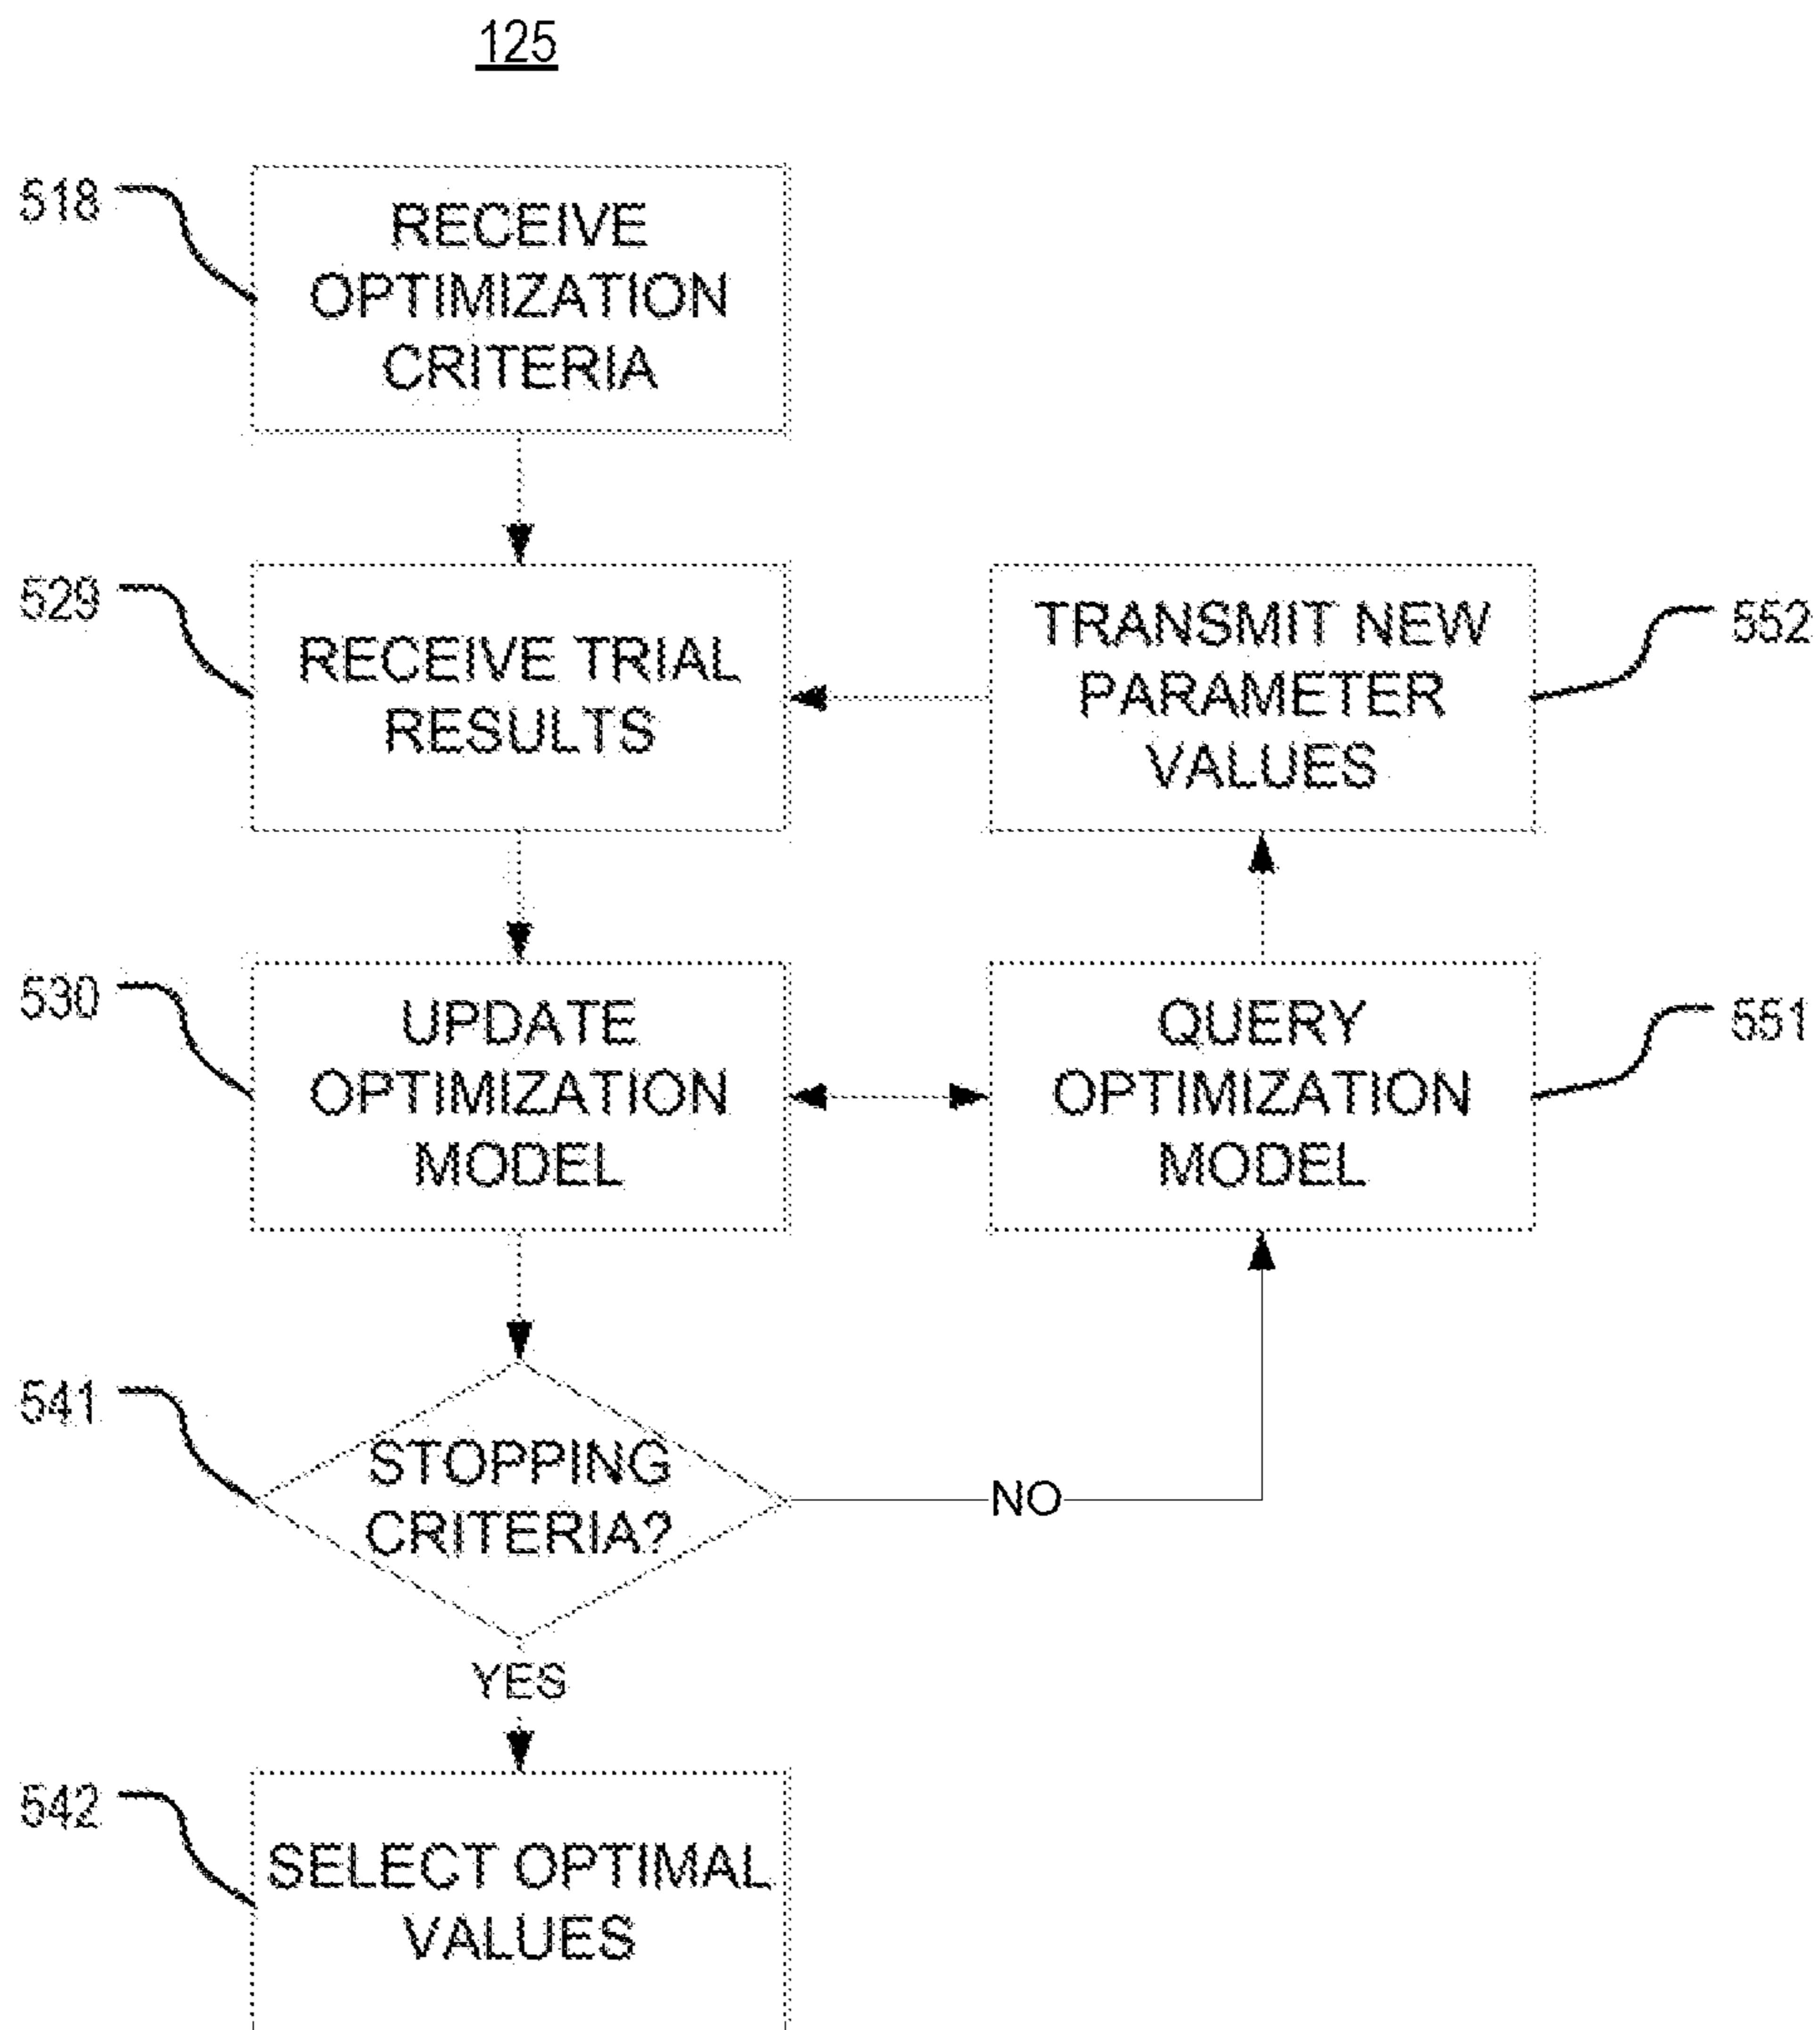 125
518
RECEIVE
OPTIMIZATION
CRITERIA
529
RECEIVE TRIAL
RESULTS
TRANSMIT NEW
PARAMETER
VALUES
552
530
UPDATE
OPTIMIZATION
MODEL
QUERY
OPTIMIZATION
MODEL
551
541
STOPPING
CRITERIA?
NO
YES
542
SELECT OPTIMAL
VALUES